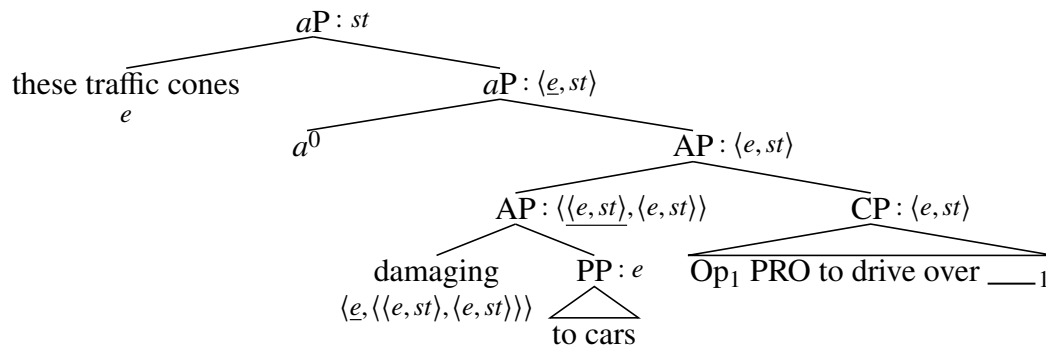 aP : st
these traffic cones
e
aP : ⟨e, st⟩
a⁰
AP : ⟨e, st⟩
AP : ⟨⟨e, st⟩, ⟨e, st⟩⟩
CP : ⟨e, st⟩
damaging
⟨e, ⟨⟨e, st⟩, ⟨e, st⟩⟩⟩
PP : e
to cars
Op₁ PRO to drive over ___₁